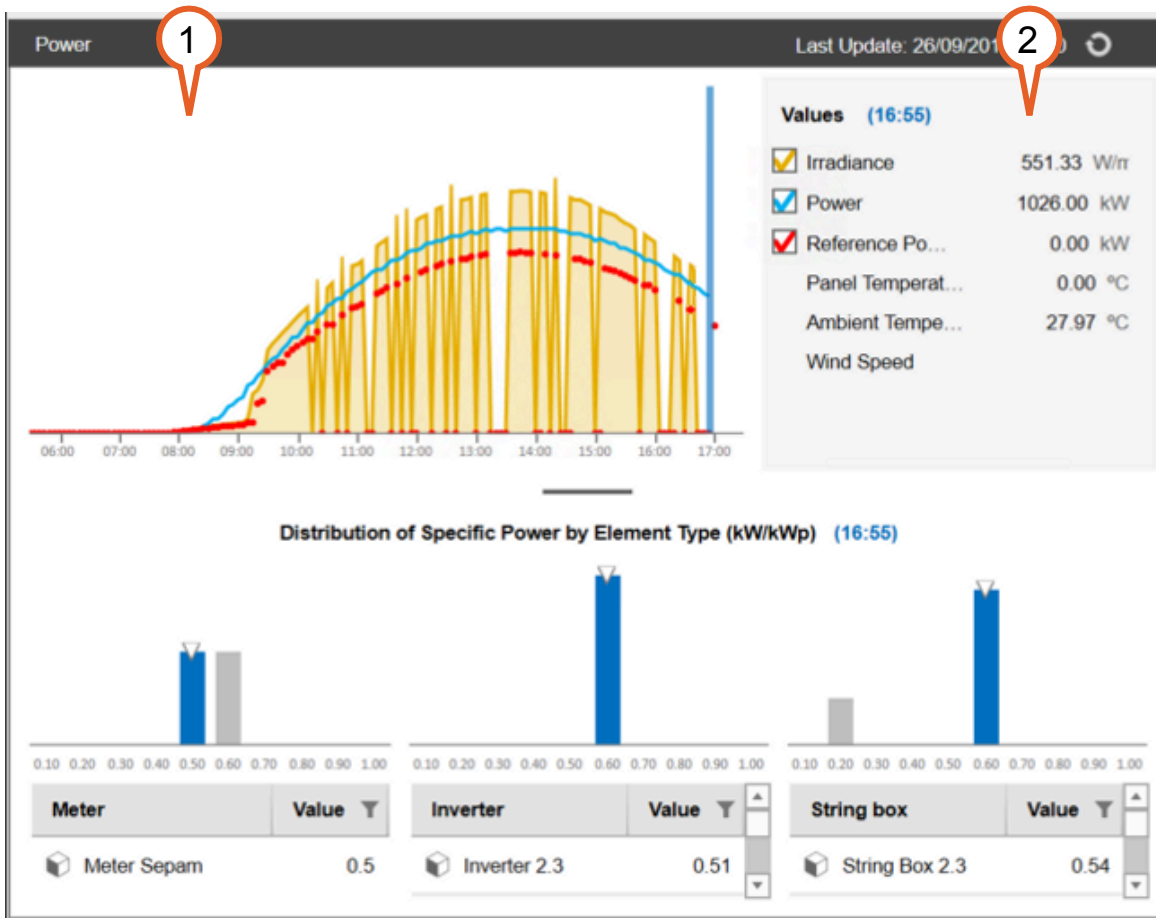 Power
1
Last Update: 26/09/201
2
Values (16:55)
Irradiance 551.33 W/m
Power 1026.00 kW
Reference Po... 0.00 kW
Panel Temperat... 0.00 ºC
Ambient Tempe... 27.97 ºC
Wind Speed
06:00 07:00 08:00 09:00 10:00 11:00 12:00 13:00 14:00 15:00 16:00 17:00
Distribution of Specific Power by Element Type (kW/kWp) (16:55)
0.10 0.20 0.30 0.40 0.50 0.60 0.70 0.80 0.90 1.00
0.10 0.20 0.30 0.40 0.50 0.60 0.70 0.80 0.90 1.00
0.10 0.20 0.30 0.40 0.50 0.60 0.70 0.80 0.90 1.00
Meter Value
Meter Sepam 0.5
Inverter Value
Inverter 2.3 0.51
String box Value
String Box 2.3 0.54